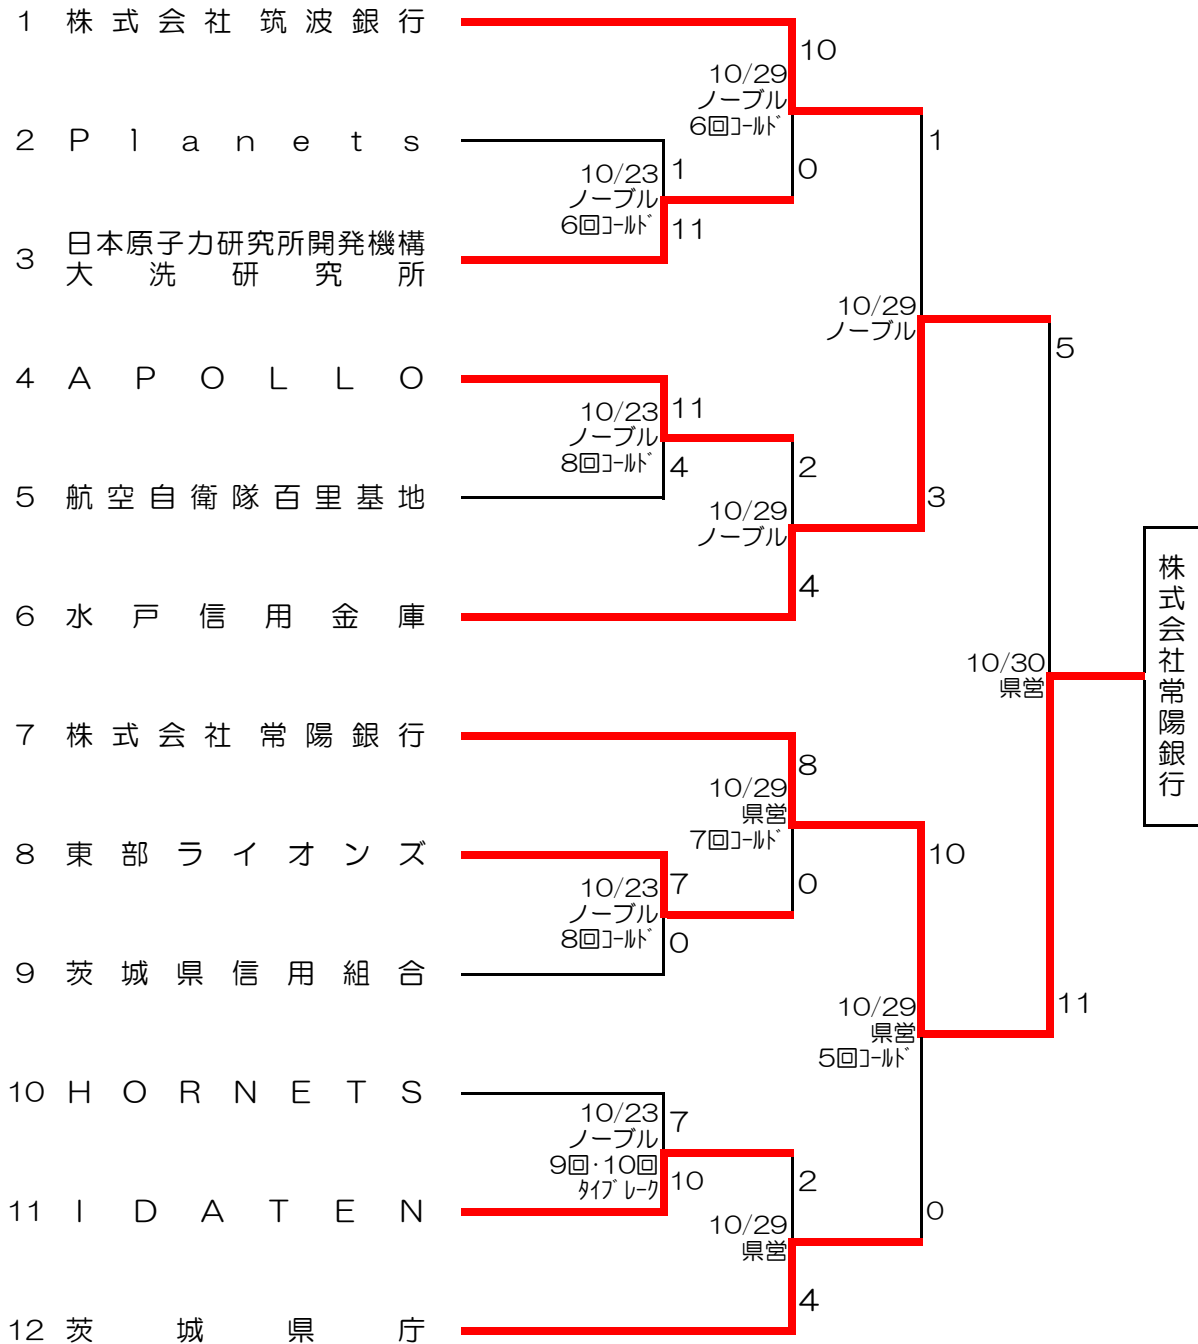 1 株式会社筑波銀行
10
10/29
ノーブル
6回コールド
2 Planets
1
0
1
10/23
ノーブル
6回コールド
11
3 日本原子力研究所開発機構
大洗研究所
10/29
ノーブル
5
4 APOLLO
11
10/23
ノーブル
8回コールド
4
2
3
5 航空自衛隊百里基地
10/29
ノーブル
4
6 水戸信用金庫
株式会社常陽銀行
10/30
県営
7 株式会社常陽銀行
8
10/29
県営
7回コールド
10
8 東部ライオンズ
7
0
10/23
ノーブル
8回コールド
0
9 茨城県信用組合
11
10/29
県営
5回コールド
10 HORNETS
7
10/23
ノーブル
9回・10回
タイブレーク
10
2
0
11 IDATEN
10/29
県営
4
12 茨城県庁